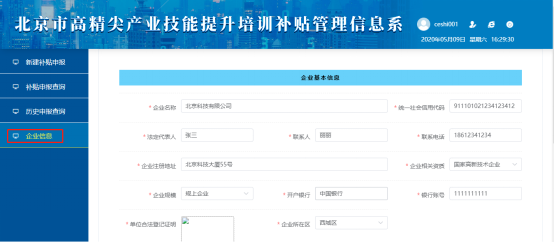 北京市高精尖产业技能提升培训补贴管理信息系
ceshi001
2020年05月09日 星期六 16:29:30
新建补贴申报
补贴申报查询
历史申报查询
企业信息
企业基本信息
* 企业名称 北京科技有限公司 * 统一社会信用代码 911101021234123412
* 法定代表人 张三 * 联系人 丽丽 * 联系电话 18612341234
* 企业注册地址 北京科技大厦55号 * 企业相关资质 国家高新技术企业
* 企业规模 规上企业 * 开户银行 中国银行 * 银行账号 1111111111
* 单位合法登记证明 * 企业所在区 西城区